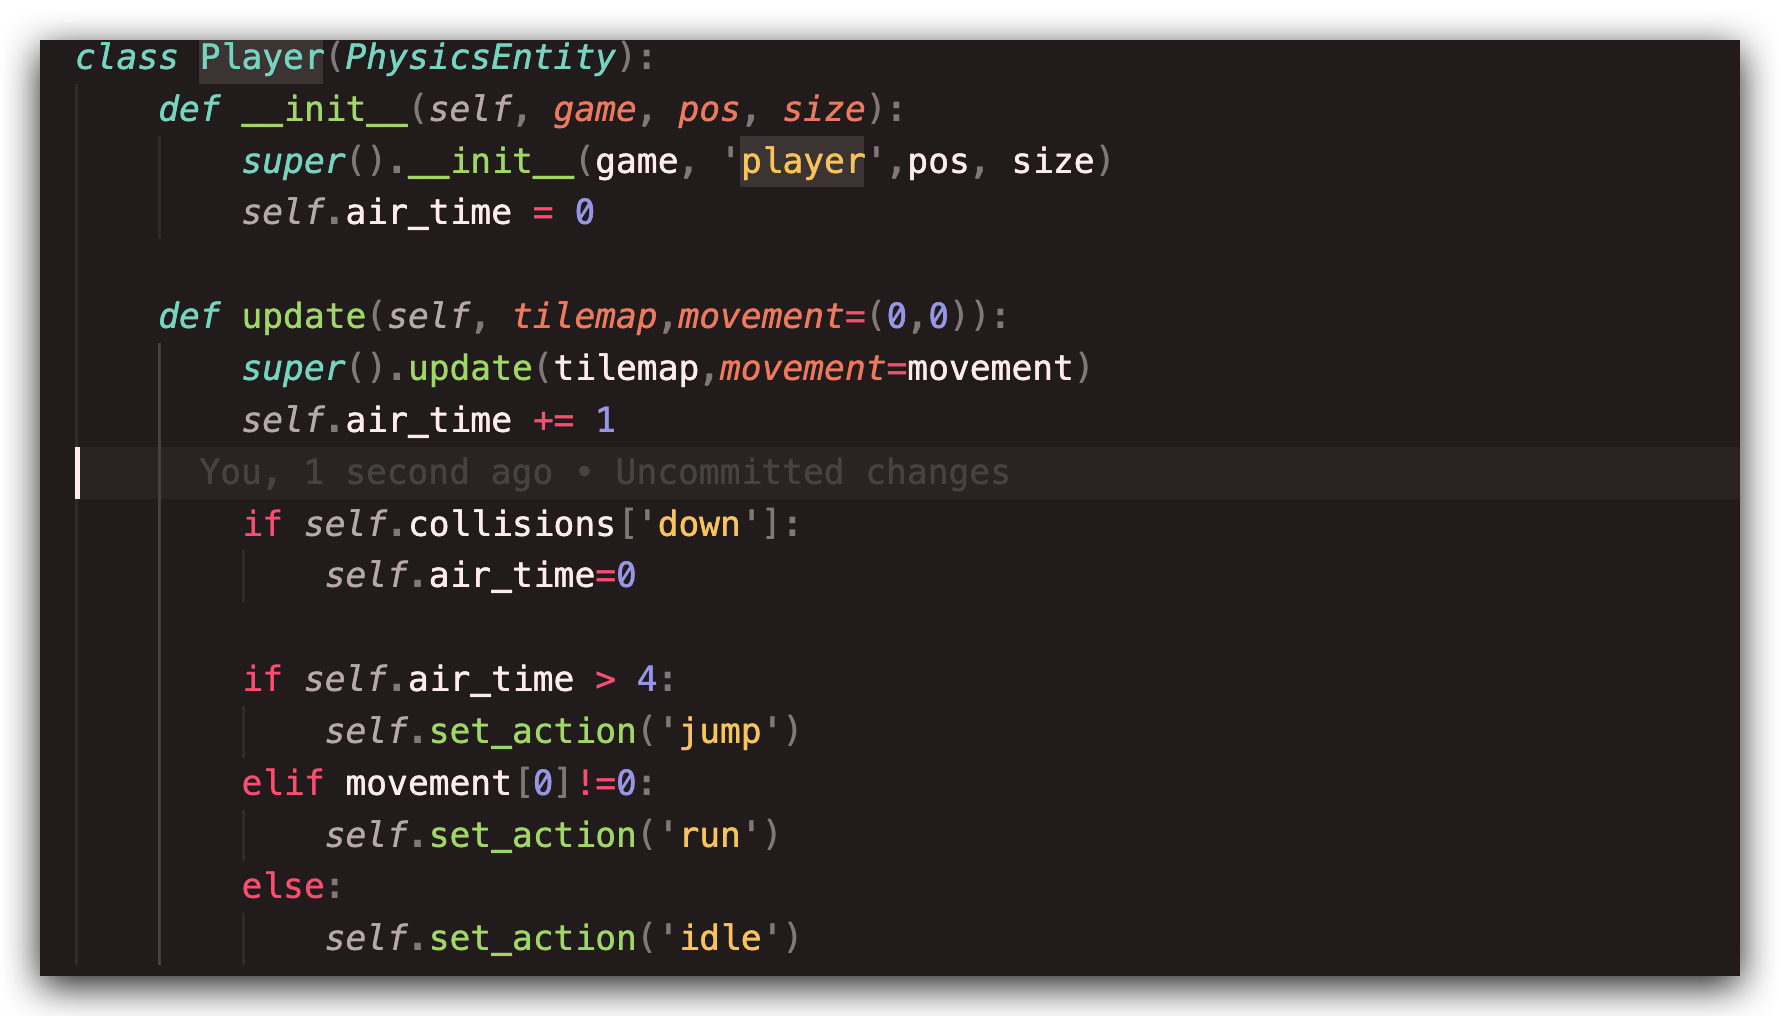 class Player(PhysicsEntity):
    def __init__(self, game, pos, size):
        super().__init__(game, 'player',pos, size)
        self.air_time = 0

    def update(self, tilemap,movement=(0,0)):
        super().update(tilemap,movement=movement)
        self.air_time += 1
      You, 1 second ago • Uncommitted changes
        if self.collisions['down']:
            self.air_time=0

        if self.air_time > 4:
            self.set_action('jump')
        elif movement[0]!=0:
            self.set_action('run')
        else:
            self.set_action('idle')